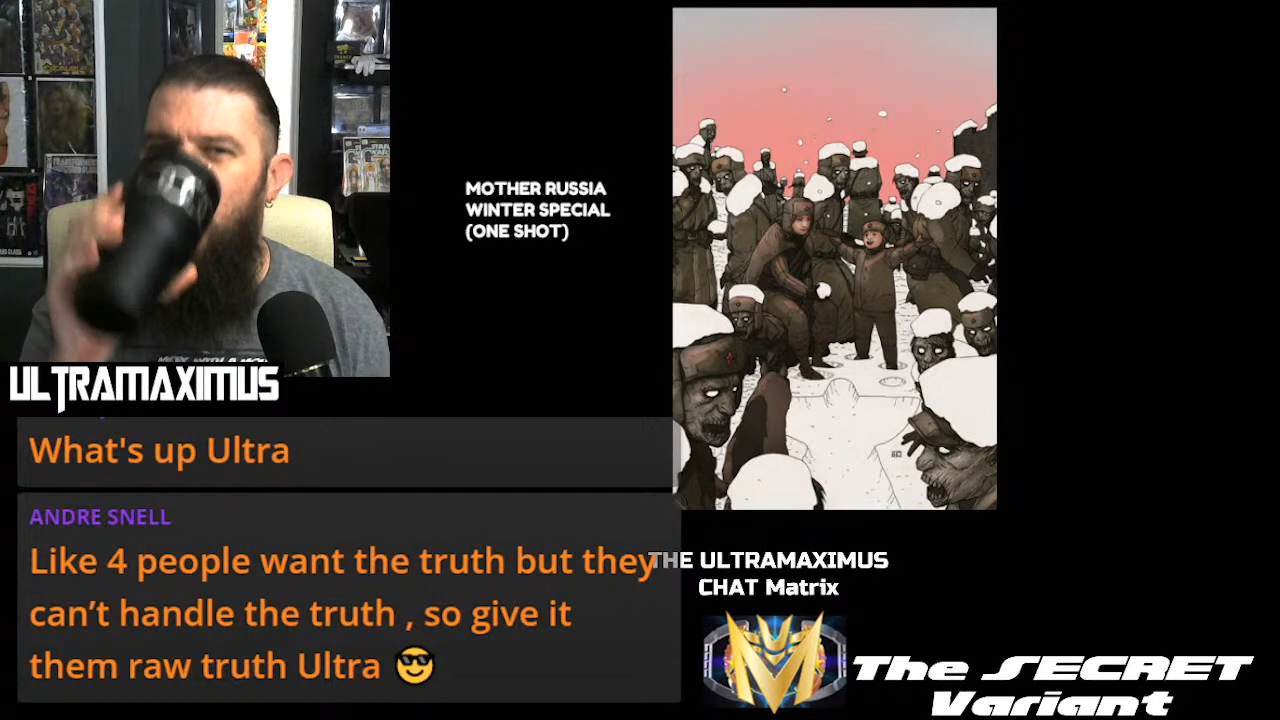 MOTHER RUSSIA
WINTER SPECIAL
(ONE SHOT)
ULTRAMAXIMUS
What's up Ultra
ANDRE SNELL
Like 4 people want the truth but they
can’t handle the truth , so give it
them raw truth Ultra 😎
THE ULTRAMAXIMUS
CHAT Matrix
The SECRET
Variant